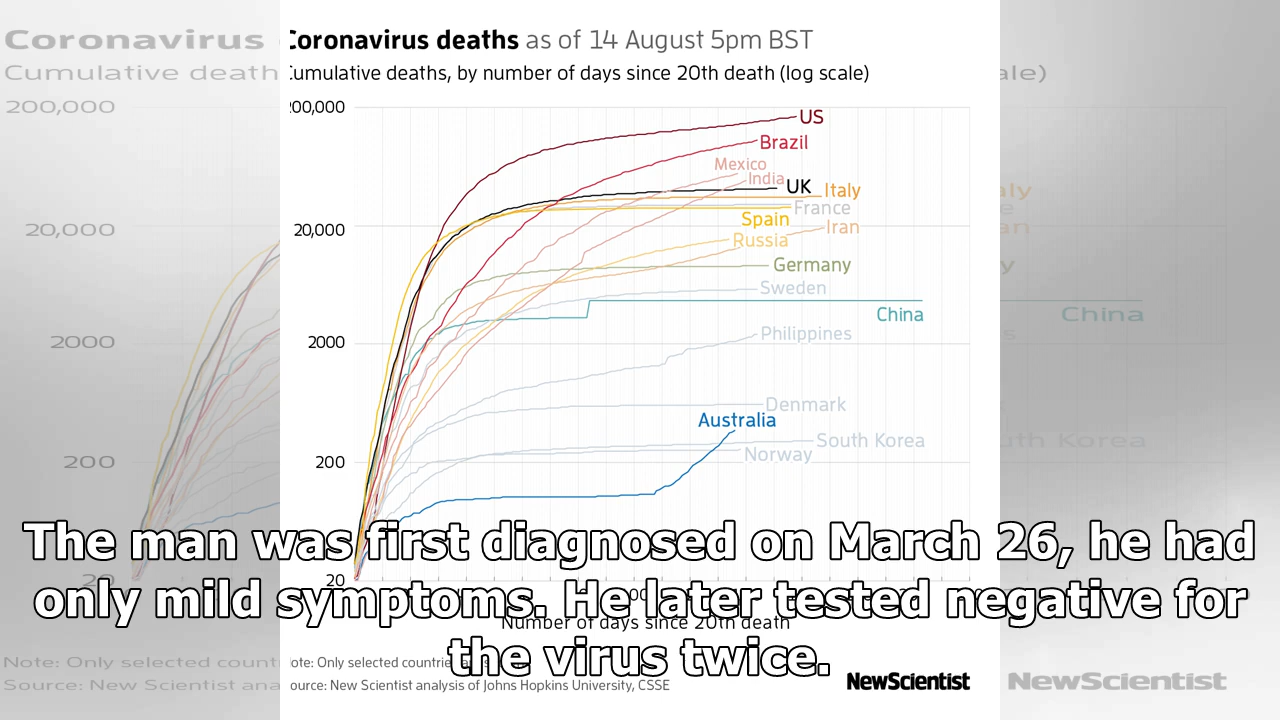 Coronavirus deaths as of 14 August 5pm BST
Cumulative deaths, by number of days since 20th death (log scale)
200,000
US
Brazil
Mexico
India
UK
Italy
France
Spain
Iran
20,000
Russia
Germany
Sweden
China
Philippines
2000
Denmark
Australia
South Korea
Norway
200
20
The man was first diagnosed on March 26, he had
only mild symptoms. He later tested negative for
the virus twice.
Number of days since 20th death
Note: Only selected countries
Source: New Scientist analysis of Johns Hopkins University, CSSE
NewScientist